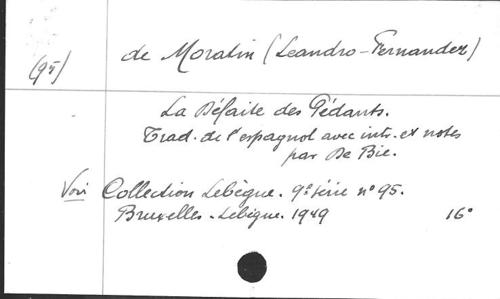 (95) de Moratin (Leandro-Fernandez)
La Défaite des Pédants.
Trad. de l'espagnol avec intr. et notes
par De Bie.
Voir Collection Lebègue. 9e série n° 95.
Bruxelles - Lebègue. 1949 16°